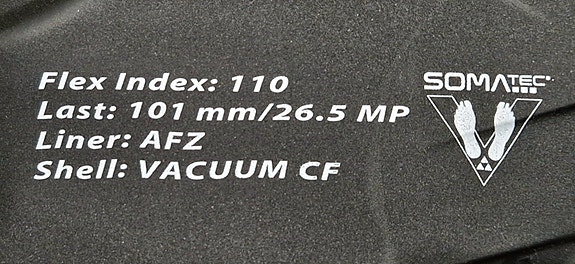 Flex Index: 110
Last: 101 mm/26.5 MP
Liner: AFZ
Shell: VACUUM CF
SOMATEC